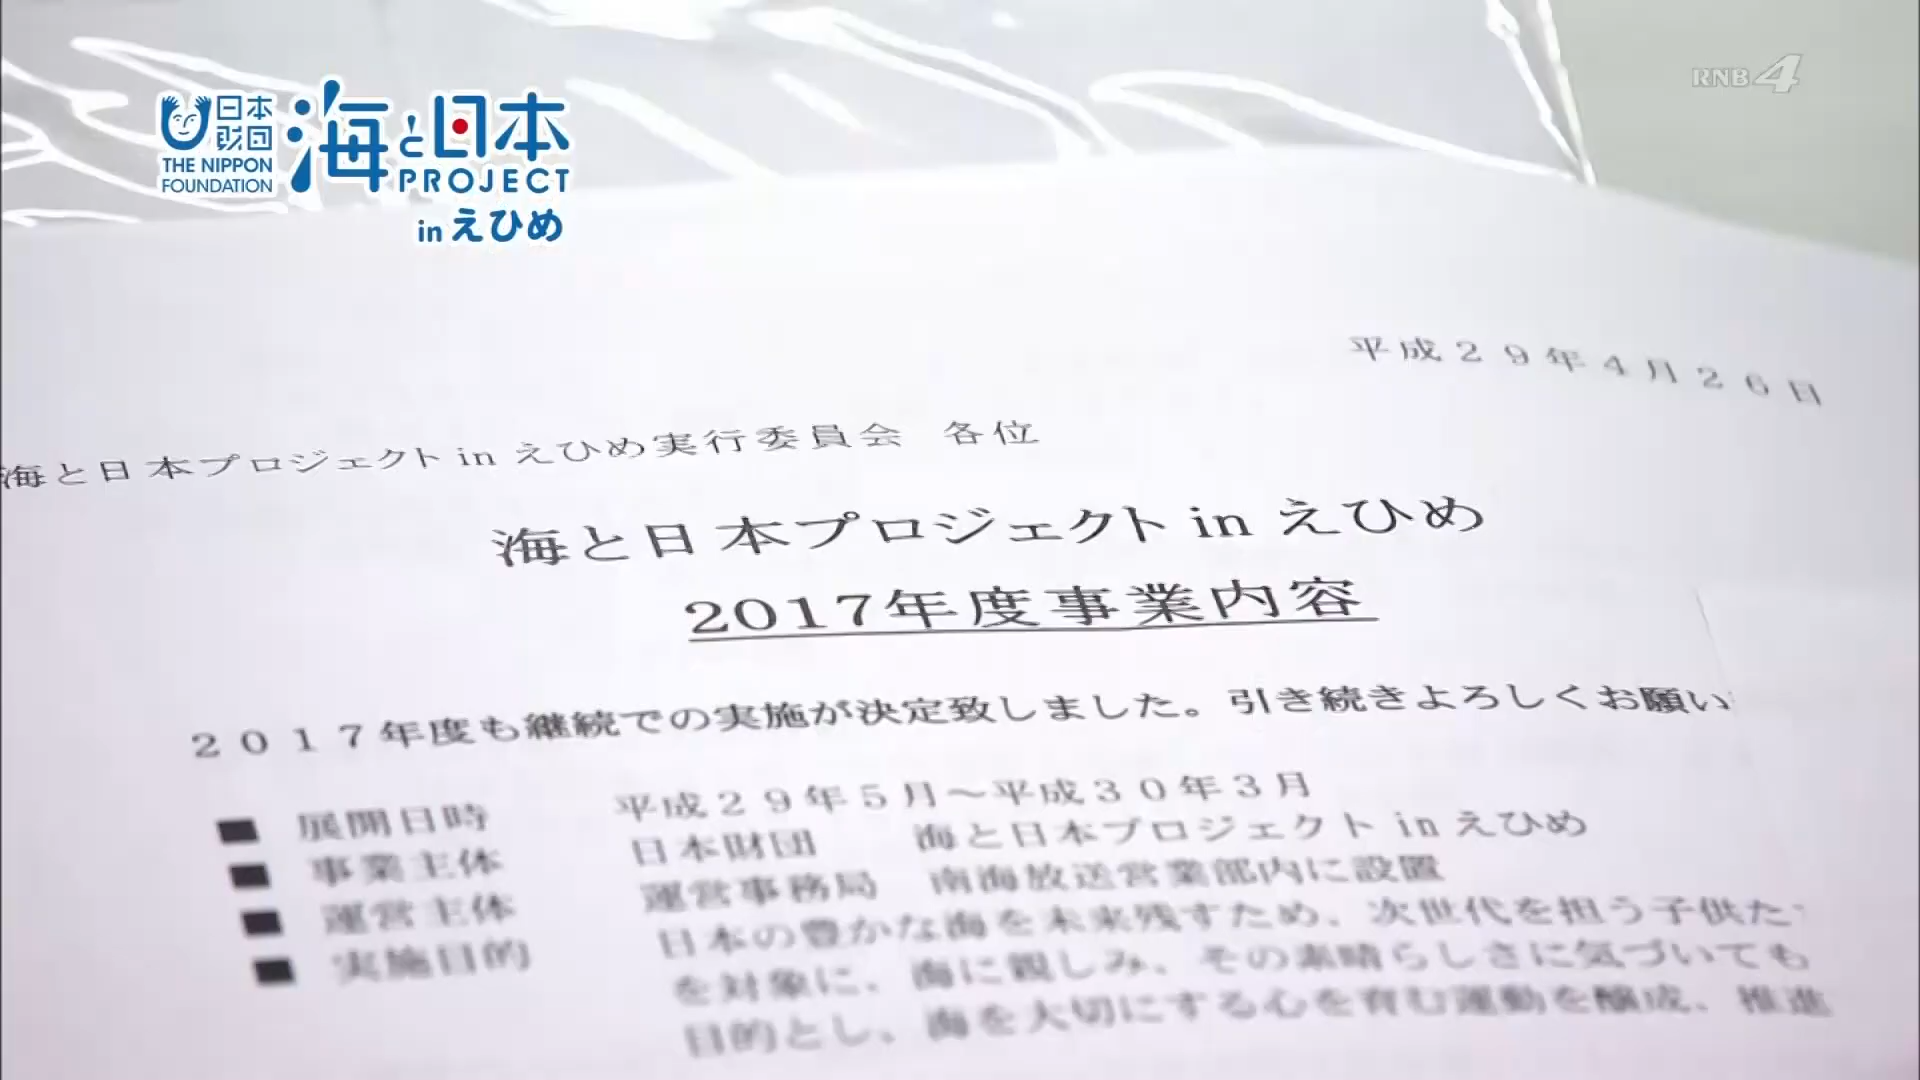 RNB 4
日本
財団
THE NIPPON
FOUNDATION
海と日本
PROJECT
in えひめ
平成29年4月26日
海と日本プロジェクト in えひめ実行委員会 各位
海と日本プロジェクト in えひめ
2017年度事業内容
2017年度も継続での実施が決定致しました。引き続きよろしくお願い
■ 展開日時 平成29年5月～平成30年3月
■ 事業主体 日本財団 海と日本プロジェクト in えひめ
■ 運営主体 運営事務局 南海放送営業部内に設置
■ 実施目的 日本の豊かな海を未来残すため、次世代を担う子供た
を対象に、海に親しみ、その素晴らしさに気づいても
目的とし、海を大切にする心を育む運動を醸成、推進